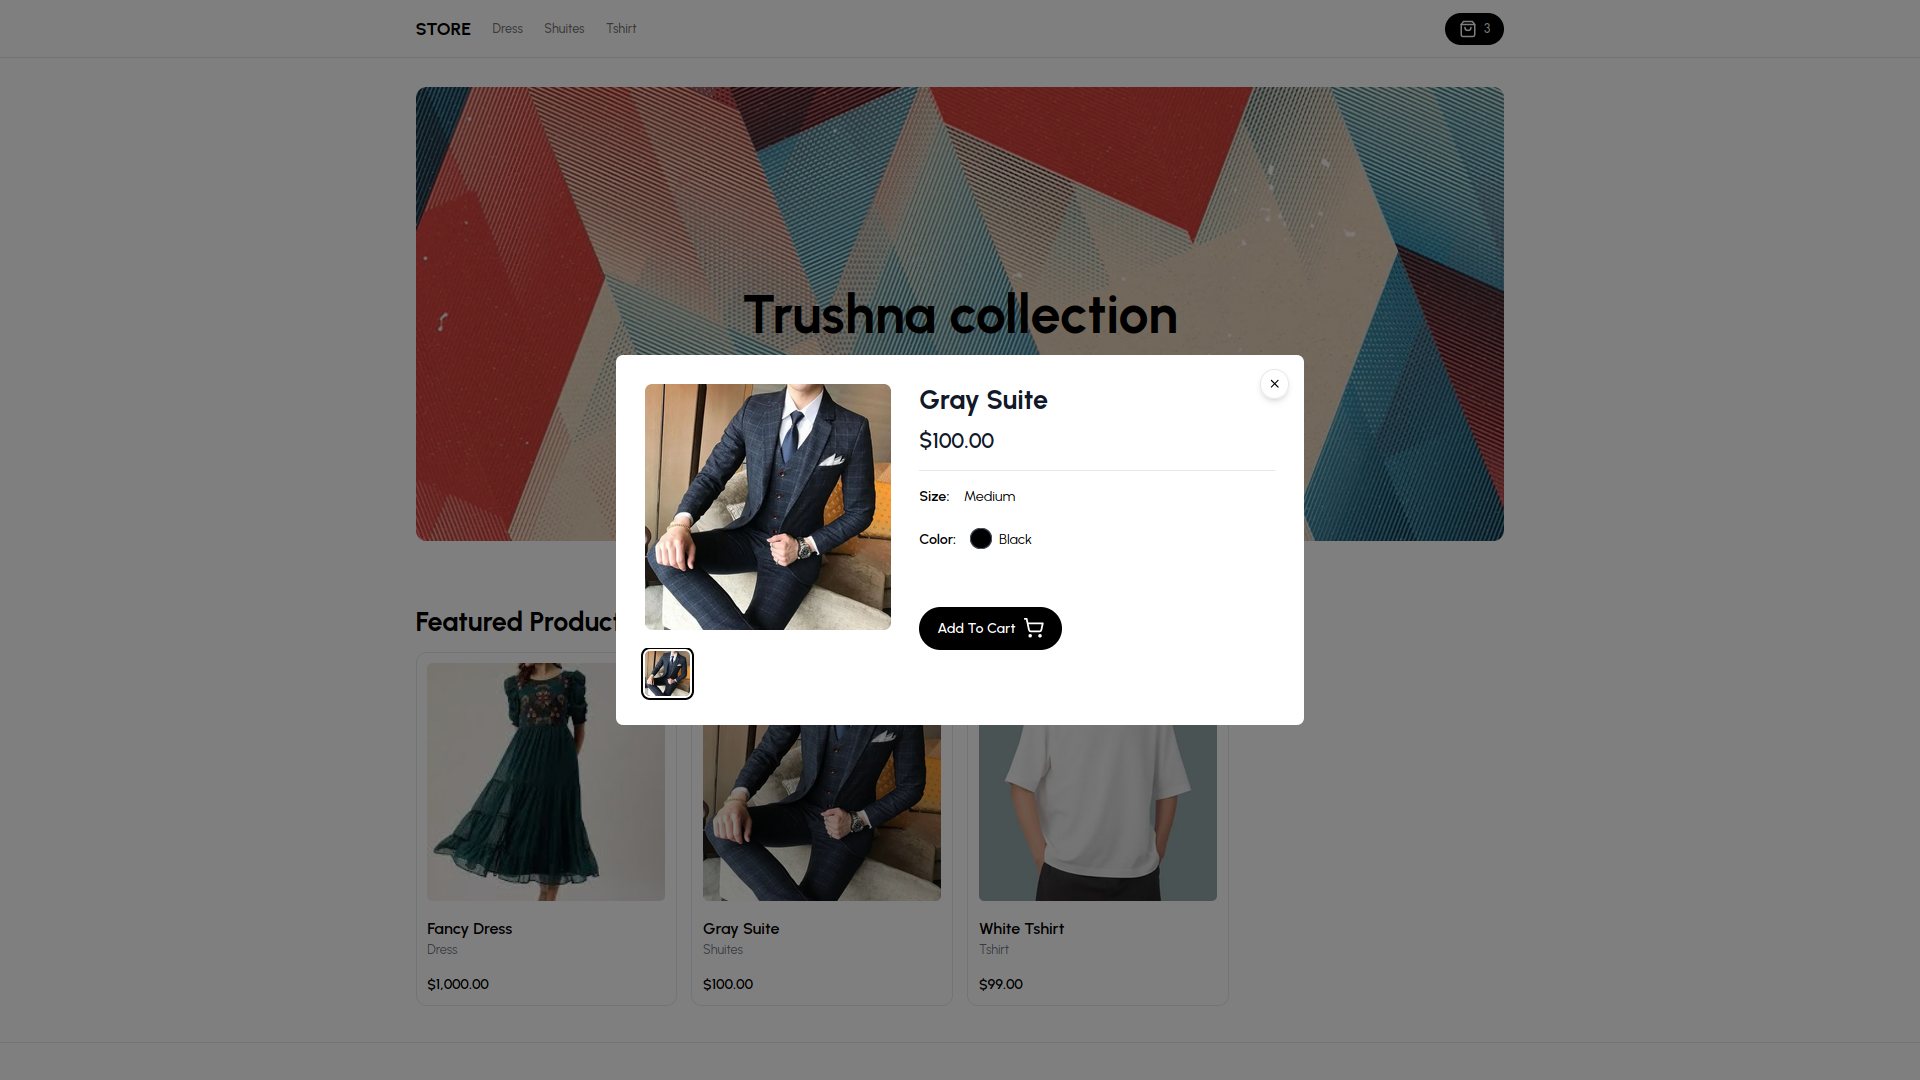 STORE Dress Shuites Tshirt 3
Trushna collection
Gray Suite
$100.00
Size: Medium
Color: Black
Add To Cart
Featured Product
Fancy Dress
Dress
$1,000.00
Gray Suite
Shuites
$100.00
White Tshirt
Tshirt
$99.00